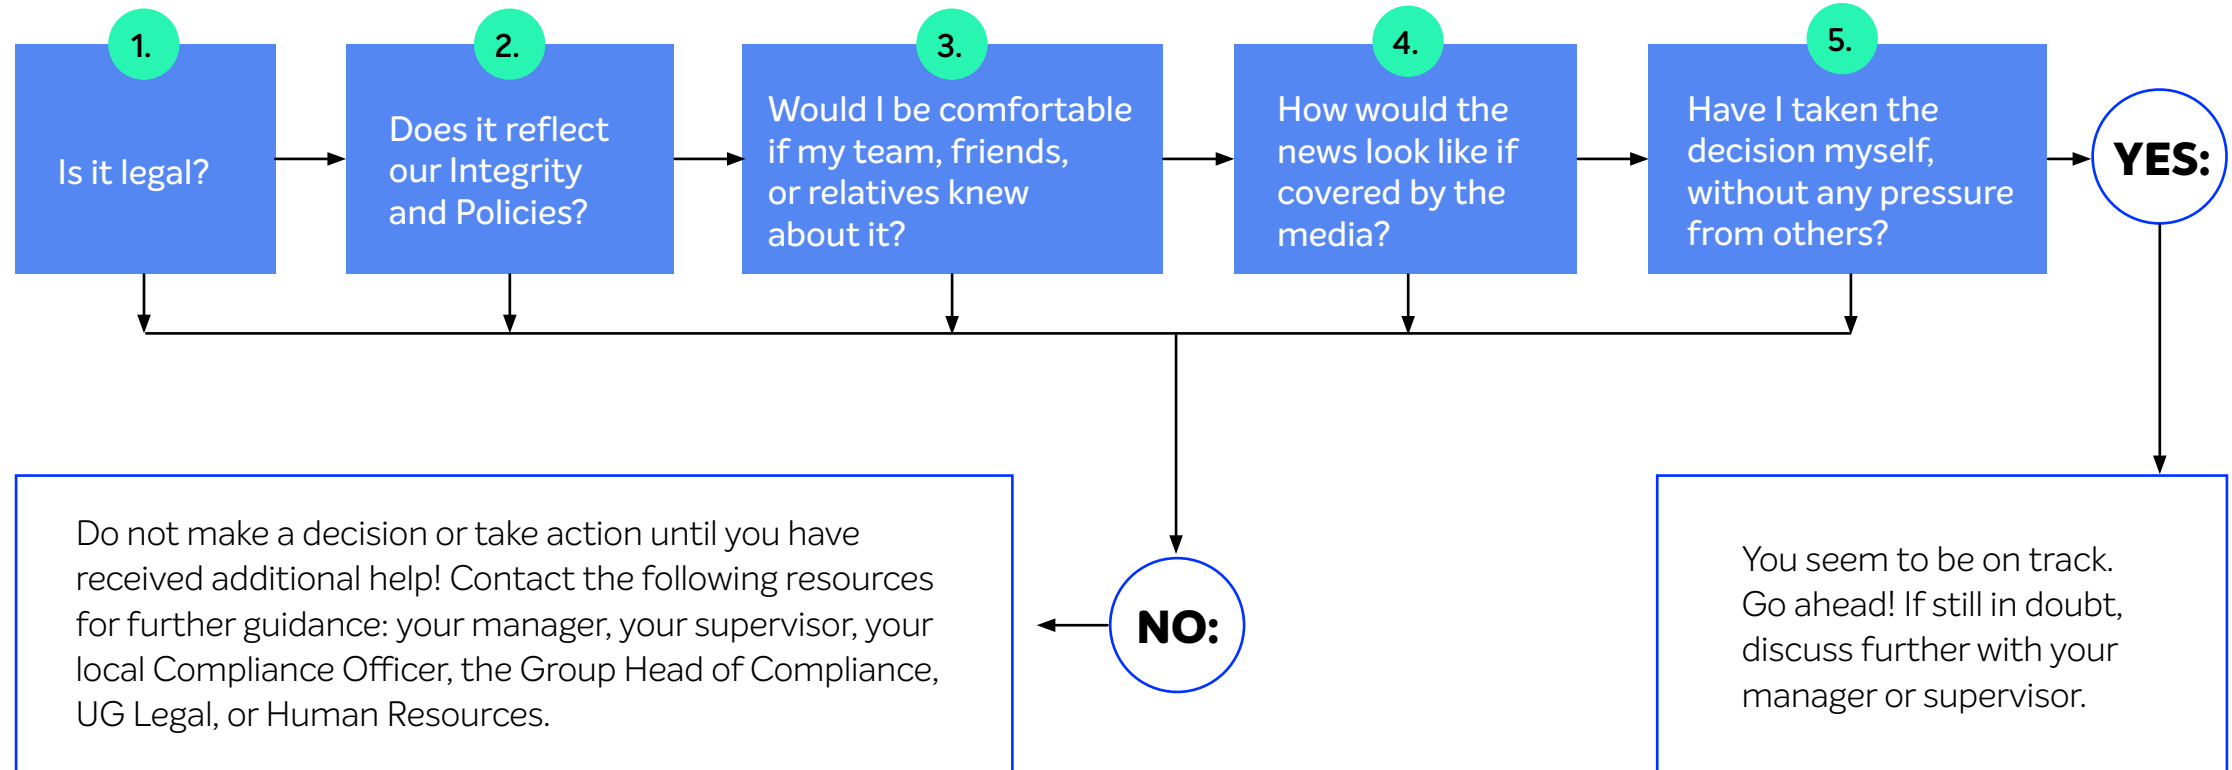 1.
Is it legal?
2.
Does it reflect
our Integrity
and Policies?
3.
Would I be comfortable
if my team, friends,
or relatives knew
about it?
4.
How would the
news look like if
covered by the
media?
5.
Have I taken the
decision myself,
without any pressure
from others?
YES:
Do not make a decision or take action until you have
received additional help! Contact the following resources
for further guidance: your manager, your supervisor, your
local Compliance Officer, the Group Head of Compliance,
UG Legal, or Human Resources.
NO:
You seem to be on track.
Go ahead! If still in doubt,
discuss further with your
manager or supervisor.